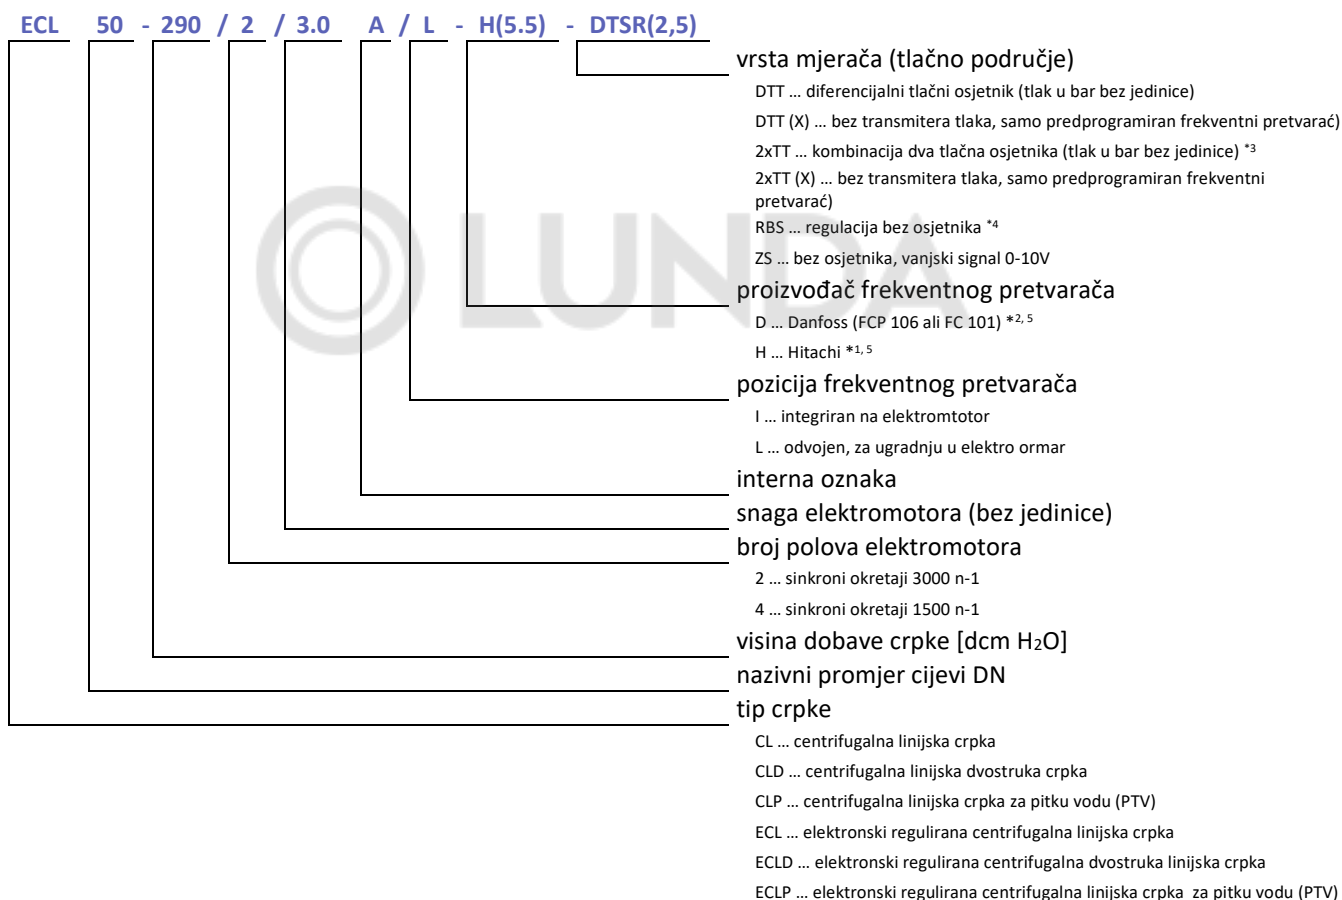 ECL 50 - 290 / 2 / 3.0 A / L - H(5.5) - DTSR(2,5)
vrsta mjerača (tlačno područje)
DTT ... diferencijalni tlačni osjetnik (tlak u bar bez jedinice)
DTT (X) ... bez transmitera tlaka, samo predprogramiran frekventni pretvarać)
2xTT ... kombinacija dva tlačna osjetnika (tlak u bar bez jedinice) *3
2xTT (X) ... bez transmitera tlaka, samo predprogramiran frekventni
pretvarać)
RBS ... regulacija bez osjetnika *4
ZS ... bez osjetnika, vanjski signal 0-10V
LUNDA
proizvođač frekventnog pretvarača
D ... Danfoss (FCP 106 ali FC 101) *2, 5
H ... Hitachi *1, 5
pozicija frekventnog pretvarača
I ... integriran na elektromtotor
L ... odvojen, za ugradnju u elektro ormar
interna oznaka
snaga elektromotora (bez jedinice)
broj polova elektromotora
2 ... sinkroni okretaji 3000 n-1
4 ... sinkroni okretaji 1500 n-1
visina dobave crpke [dcm H2O]
nazivni promjer cijevi DN
tip crpke
CL ... centrifugalna linijska crpka
CLD ... centrifugalna linijska dvostruka crpka
CLP ... centrifugalna linijska crpka za pitku vodu (PTV)
ECL ... elektronski regulirana centrifugalna linijska crpka
ECLD ... elektronski regulirana centrifugalna dvostruka linijska crpka
ECLP ... elektronski regulirana centrifugalna linijska crpka za pitku vodu (PTV)